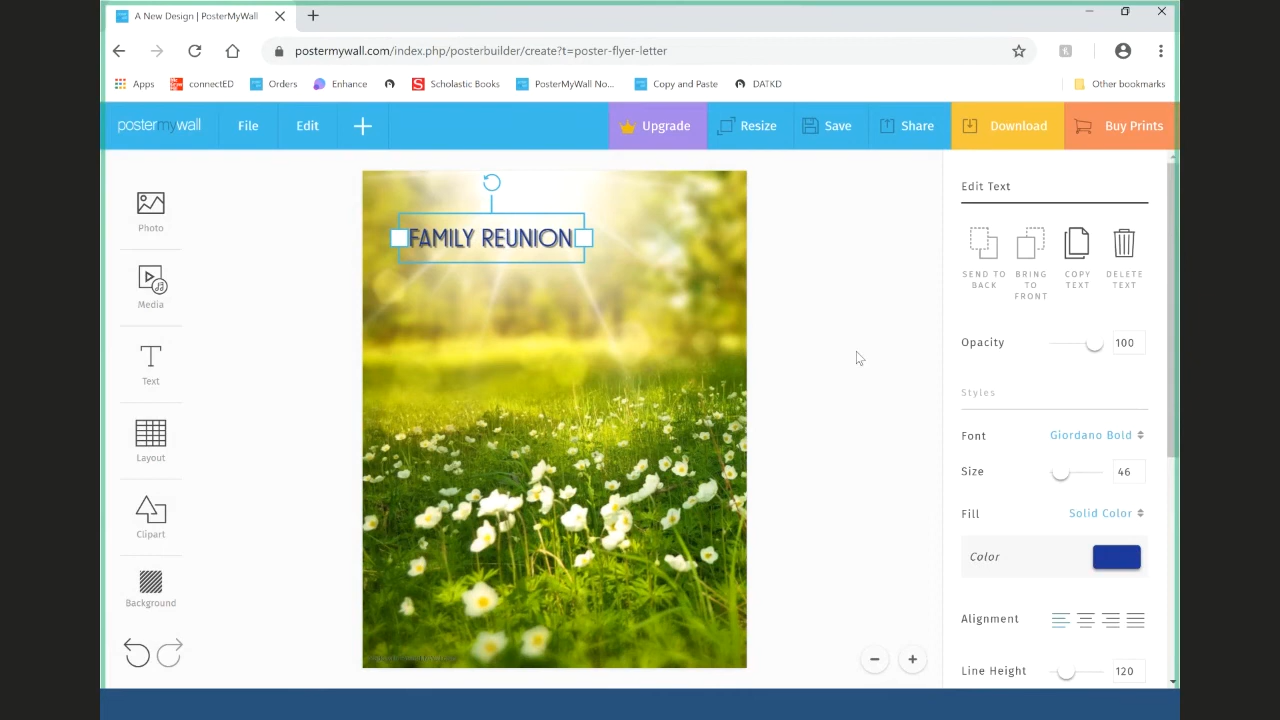 A New Design | PosterMyWall
postermywall.com/index.php/posterbuilder/create?t=poster-flyer-letter
Apps connectED Orders Enhance Scholastic Books PosterMyWall No... Copy and Paste DATKD Other bookmarks
postermywall File Edit Upgrade Resize Save Share Download Buy Prints
Photo
Media
Text
Layout
Clipart
Background
FAMILY REUNION
Edit Text
SEND TO BACK
BRING TO FRONT
COPY TEXT
DELETE TEXT
Opacity 100
Styles
Font Giordano Bold
Size 46
Fill Solid Color
Color
Alignment
Line Height 120